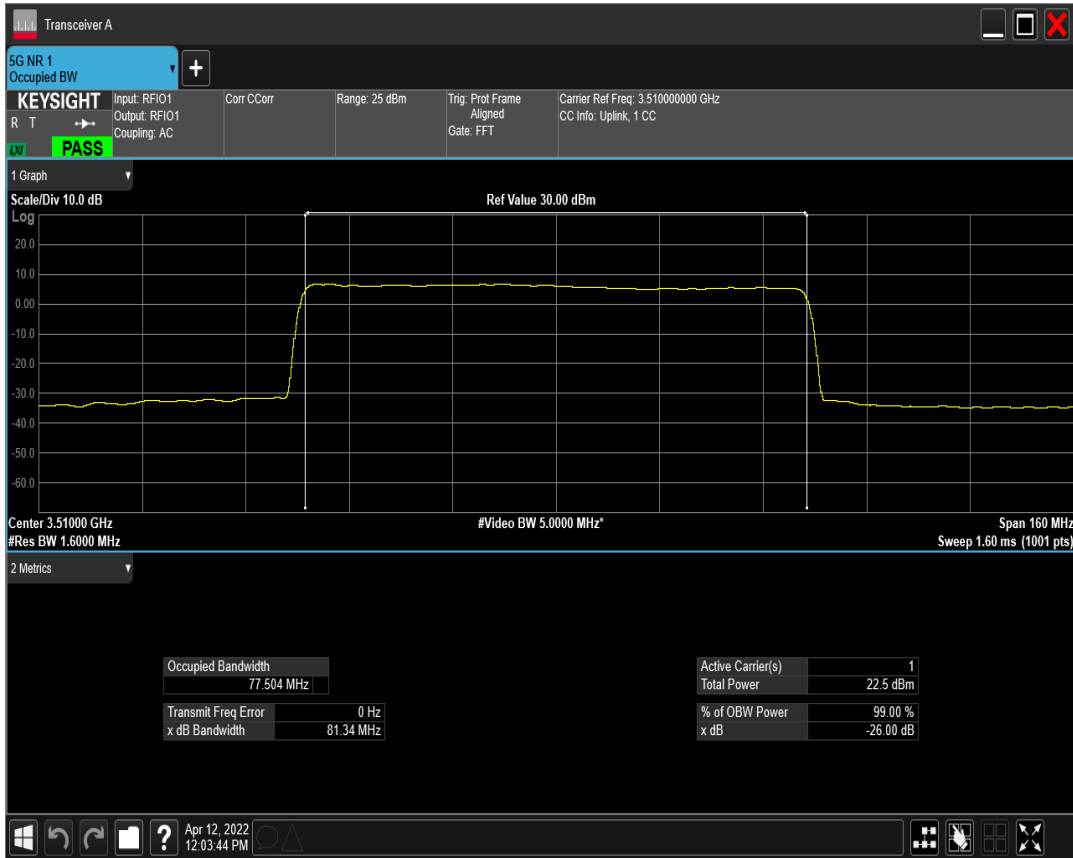 Transceiver A
5G NR 1
Occupied BW
+
KEYSIGHT
R T
LXI
PASS
Input: RFIO1
Output: RFIO1
Coupling: AC
Corr CCorr
Range: 25 dBm
Trig: Prot Frame
Aligned
Gate: FFT
Carrier Ref Freq: 3.510000000 GHz
CC Info: Uplink, 1 CC
1 Graph
Scale/Div 10.0 dB
Ref Value 30.00 dBm
Log
20.0
10.0
0.00
-10.0
-20.0
-30.0
-40.0
-50.0
-60.0
Center 3.51000 GHz
#Video BW 5.0000 MHz*
Span 160 MHz
#Res BW 1.6000 MHz
Sweep 1.60 ms (1001 pts)
2 Metrics
Occupied Bandwidth
77.504 MHz
Transmit Freq Error 0 Hz
x dB Bandwidth 81.34 MHz
Active Carrier(s) 1
Total Power 22.5 dBm
% of OBW Power 99.00 %
x dB -26.00 dB
?
Apr 12, 2022
12:03:44 PM